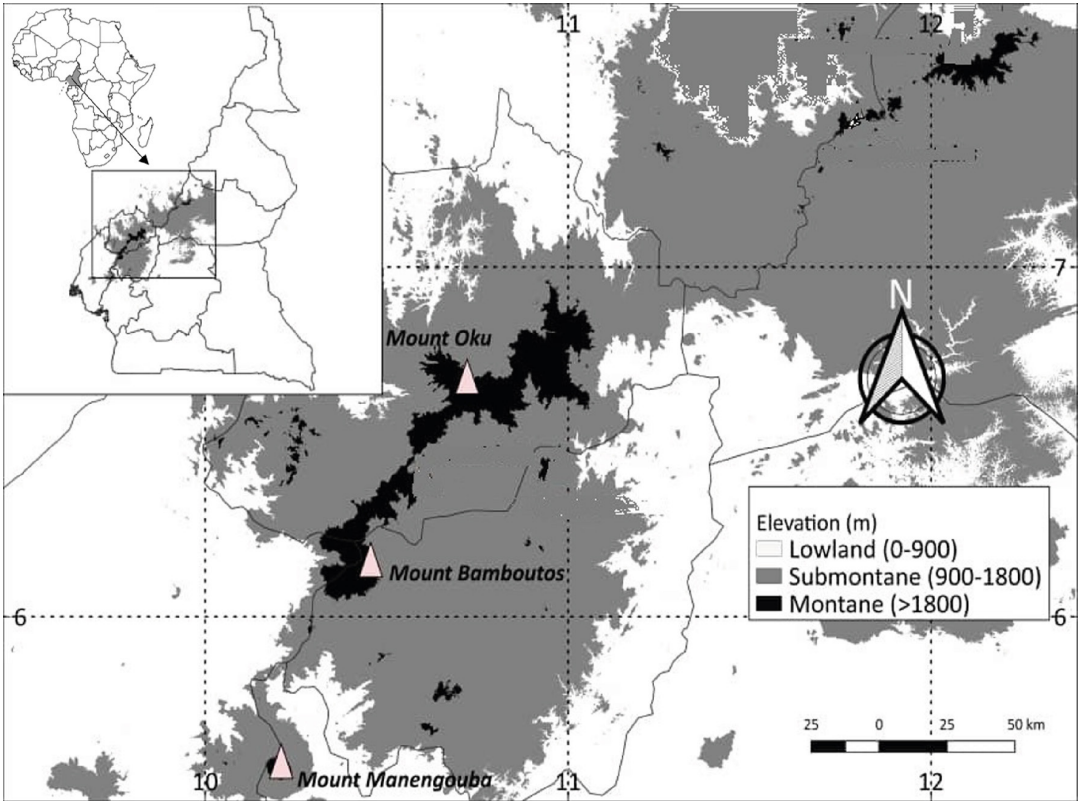 11
12
7
N
Mount Oku
Elevation (m)
Lowland (0-900)
Submontane (900-1800)
Montane (>1800)
Mount Bamboutos
6
6
25 0 25 50 km
10
Mount Manengouba
11
12